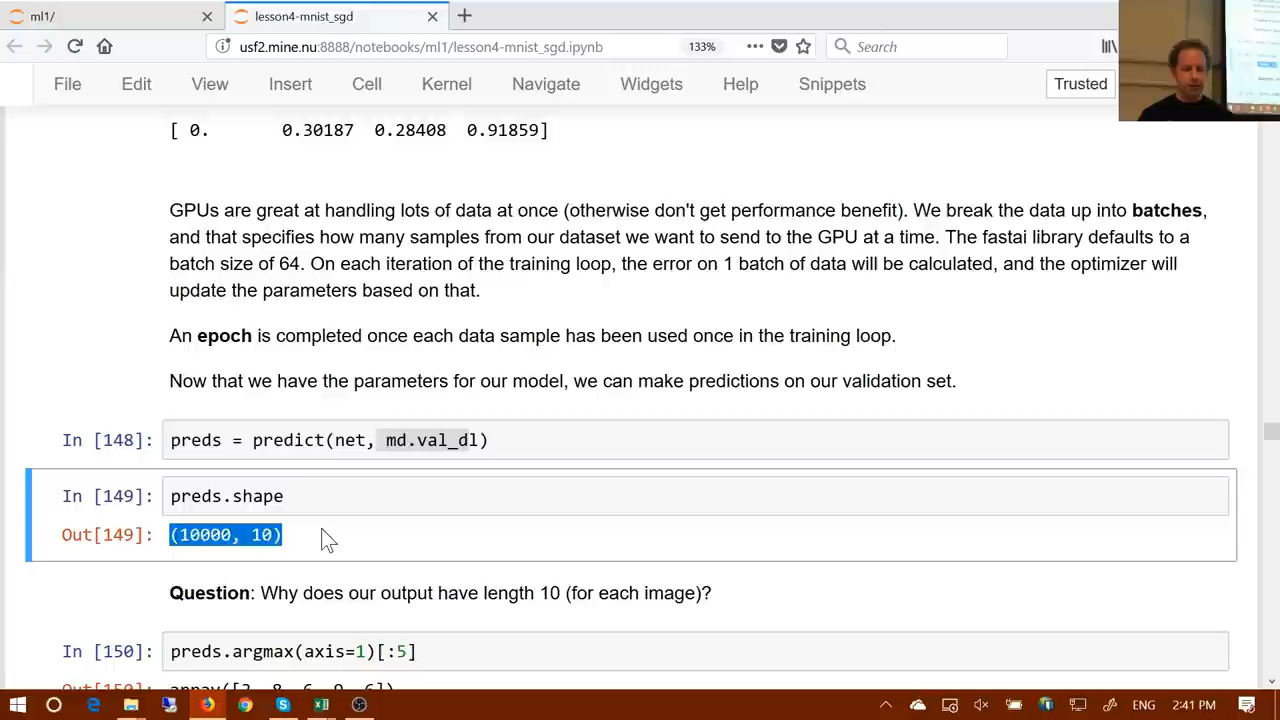 ml1/
lesson4-mnist_sgd
usf2.mine.nu:8888/notebooks/ml1/lesson4-mnist_sgd.ipynb
133%
Search
File Edit View Insert Cell Kernel Navigate Widgets Help Snippets
Trusted
[ 0. 0.30187 0.28408 0.91859]
GPUs are great at handling lots of data at once (otherwise don't get performance benefit). We break the data up into batches,
and that specifies how many samples from our dataset we want to send to the GPU at a time. The fastai library defaults to a
batch size of 64. On each iteration of the training loop, the error on 1 batch of data will be calculated, and the optimizer will
update the parameters based on that.
An epoch is completed once each data sample has been used once in the training loop.
Now that we have the parameters for our model, we can make predictions on our validation set.
In [148]: preds = predict(net, md.val_dl)
In [149]: preds.shape
Out[149]: (10000, 10)
Question: Why does our output have length 10 (for each image)?
In [150]: preds.argmax(axis=1)[:5]
ENG 2:41 PM